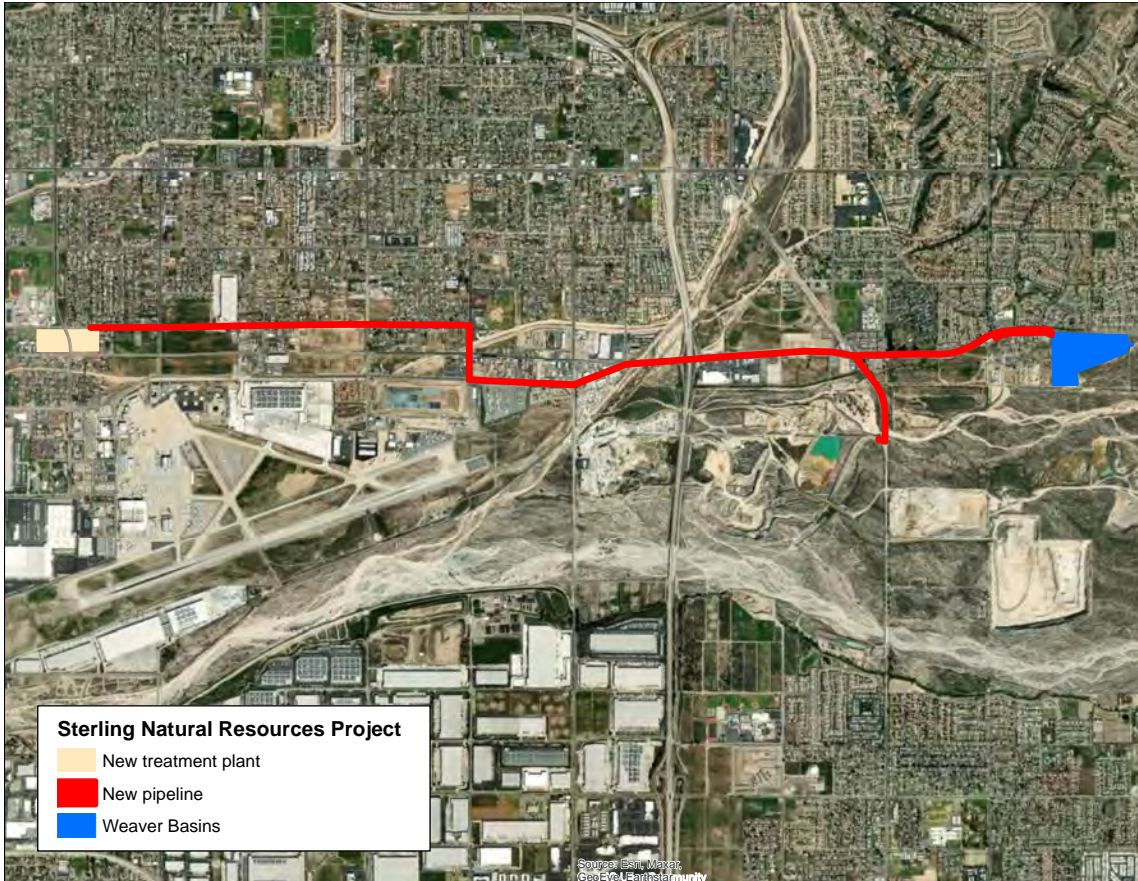 Sterling Natural Resources Project
New treatment plant
New pipeline
Weaver Basins
Source: Esri, Maxar,